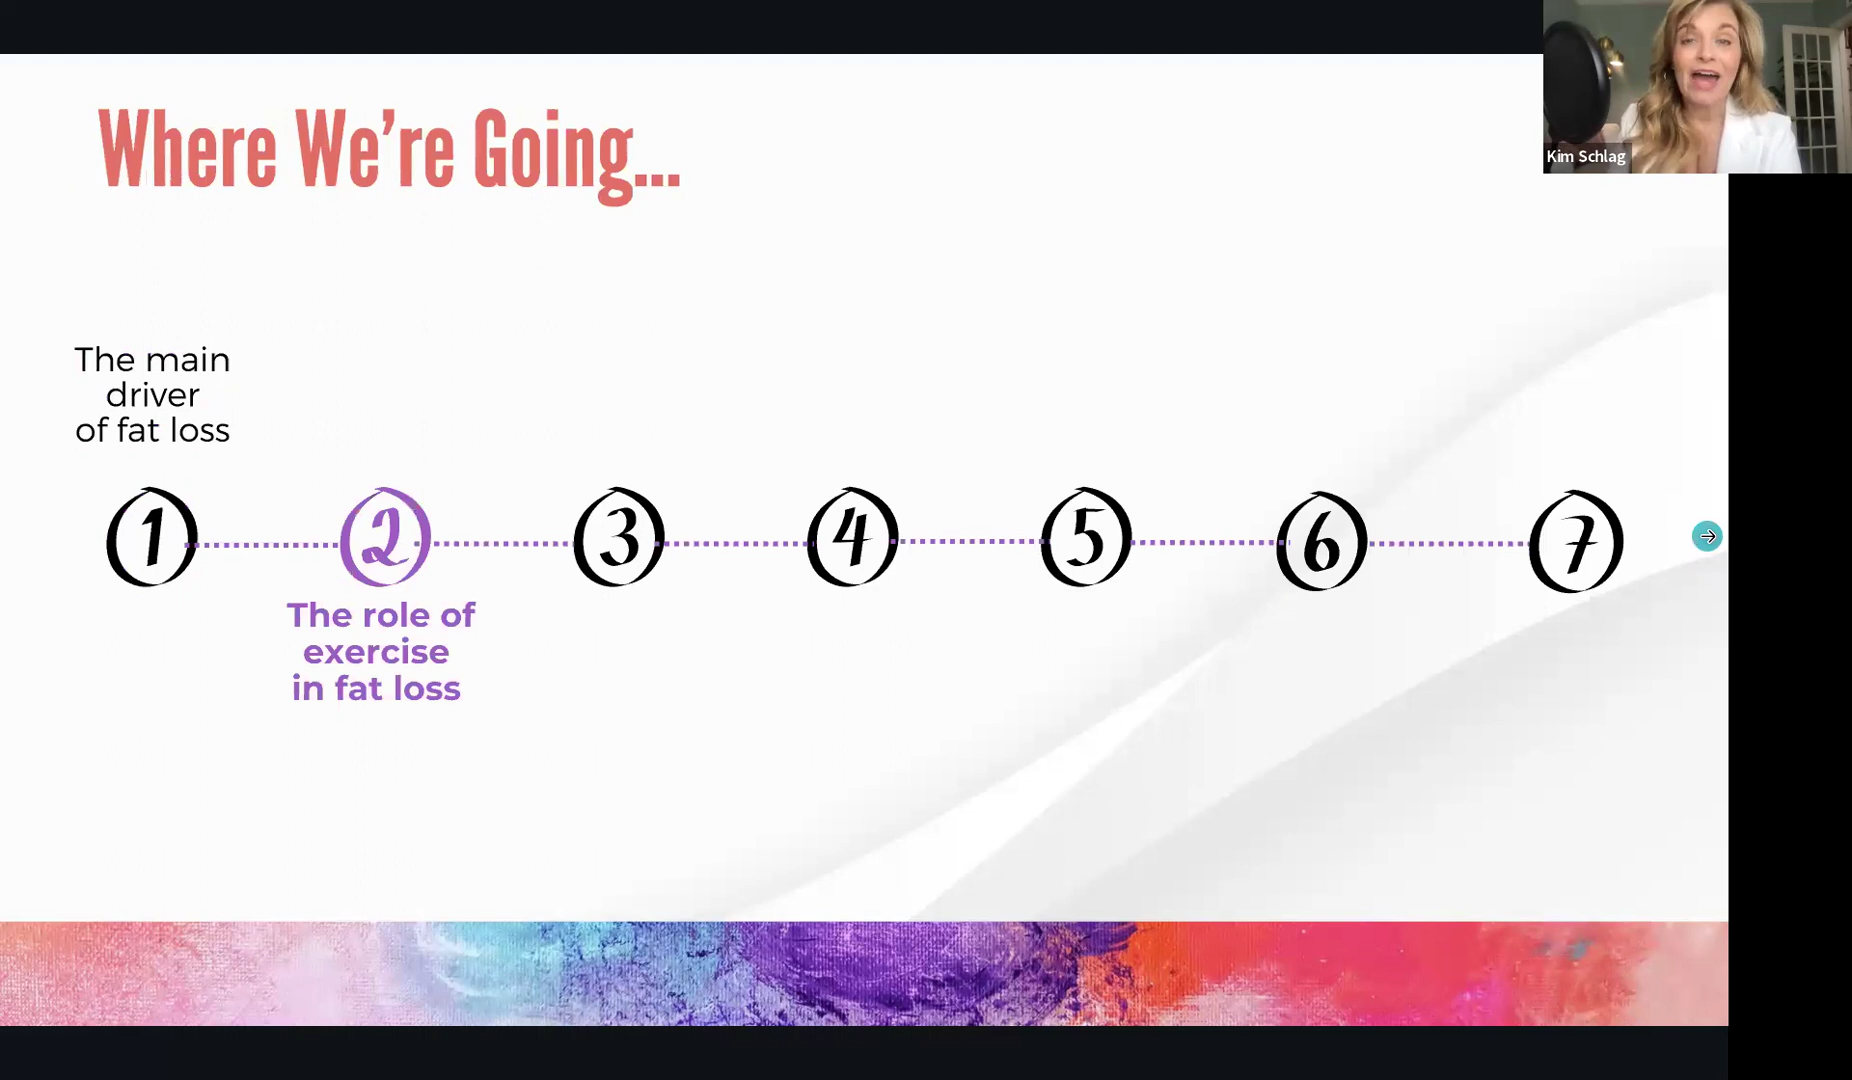 Where We’re Going...
Kim Schlag
The main
driver
of fat loss
1
2
3
4
5
6
7
The role of
exercise
in fat loss